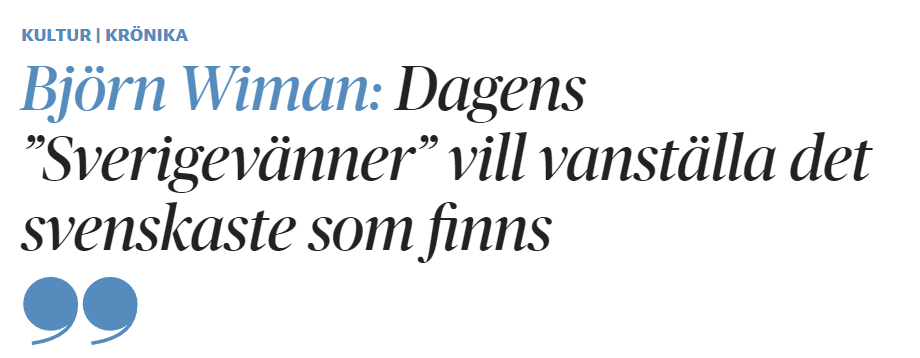 KULTUR | KRÖNIKA
Björn Wiman: Dagens
”Sverigevänner” vill vanställa det
svenskaste som finns
”